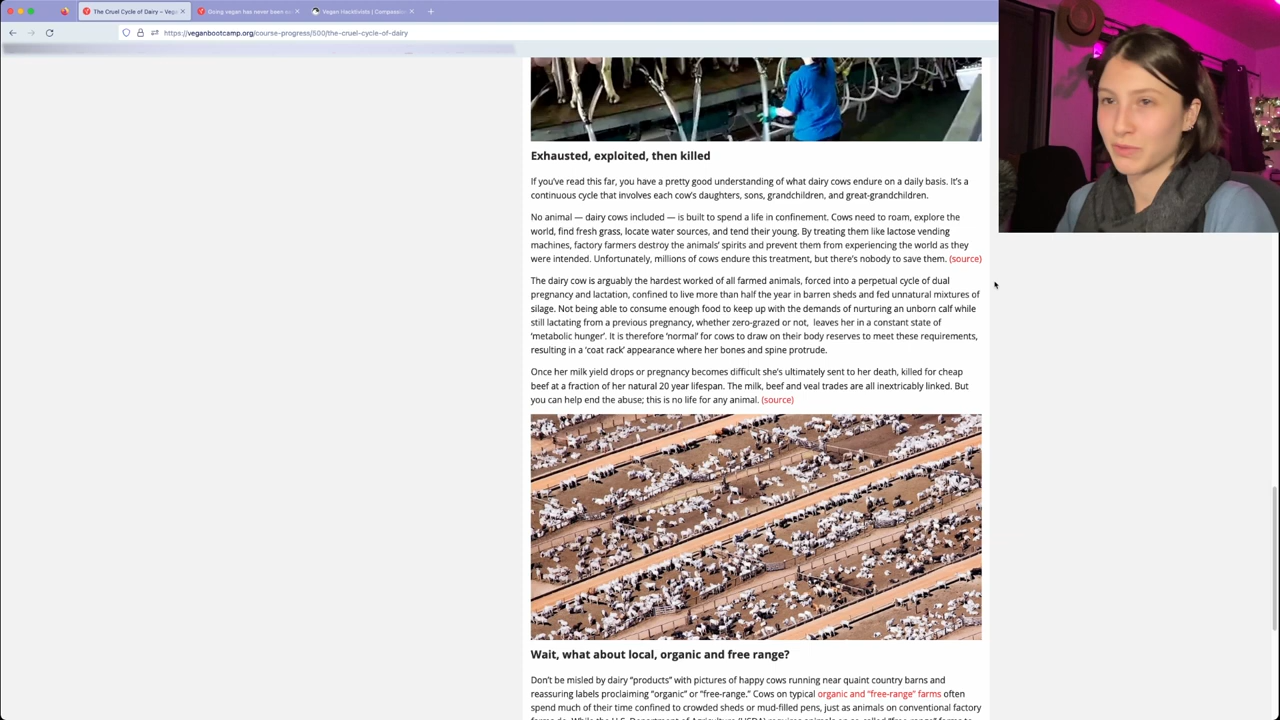 The Cruel Cycle of Dairy – Veg
Going vegan has never been e
Vegan Hacktivists | Compassi
https://veganbootcamp.org/course-progress/500/the-cruel-cycle-of-dairy
Exhausted, exploited, then killed
If you've read this far, you have a pretty good understanding of what dairy cows endure on a daily basis. It's a
continuous cycle that involves each cow's daughters, sons, grandchildren, and great-grandchildren.
No animal — dairy cows included — is built to spend a life in confinement. Cows need to roam, explore the
world, find fresh grass, locate water sources, and tend their young. By treating them like lactose vending
machines, factory farmers destroy the animals' spirits and prevent them from experiencing the world as they
were intended. Unfortunately, millions of cows endure this treatment, but there's nobody to save them. (source)
The dairy cow is arguably the hardest worked of all farmed animals, forced into a perpetual cycle of dual
pregnancy and lactation, confined to live more than half the year in barren sheds and fed unnatural mixtures of
silage. Not being able to consume enough food to keep up with the demands of nurturing an unborn calf while
still lactating from a previous pregnancy, whether zero-grazed or not, leaves her in a constant state of
'metabolic hunger'. It is therefore 'normal' for cows to draw on their body reserves to meet these requirements,
resulting in a 'coat rack' appearance where her bones and spine protrude.
Once her milk yield drops or pregnancy becomes difficult she's ultimately sent to her death, killed for cheap
beef at a fraction of her natural 20 year lifespan. The milk, beef and veal trades are all inextricably linked. But
you can help end the abuse; this is no life for any animal. (source)
Wait, what about local, organic and free range?
Don't be misled by dairy "products" with pictures of happy cows running near quaint country barns and
reassuring labels proclaiming "organic" or "free-range." Cows on typical organic and "free-range" farms often
spend much of their time confined to crowded sheds or mud-filled pens, just as animals on conventional factory